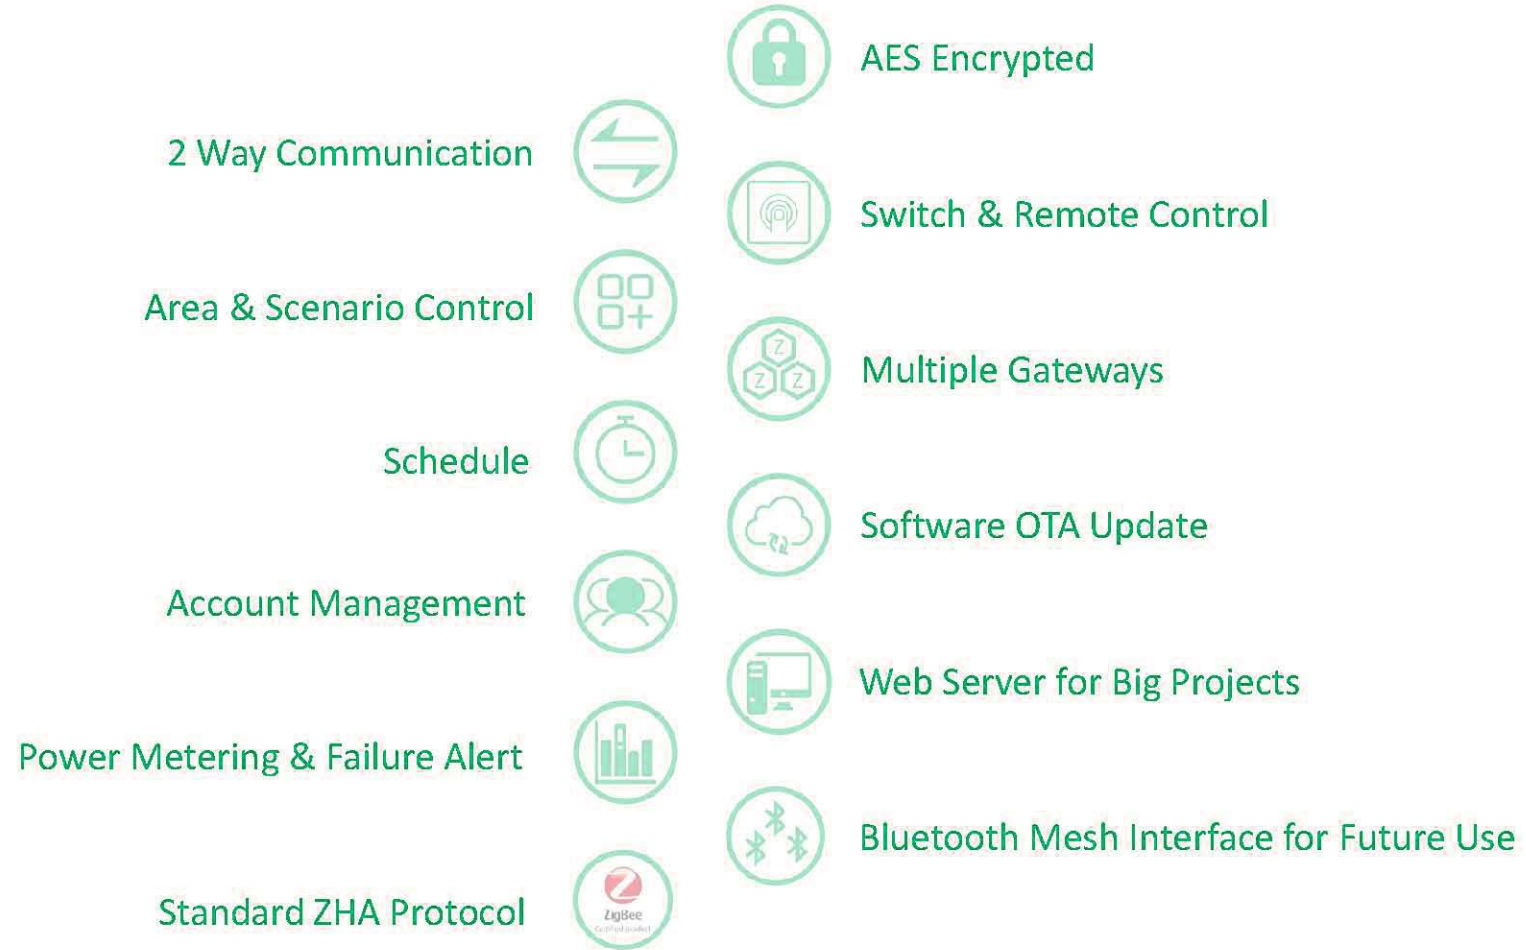 AES Encrypted
2 Way Communication
Switch & Remote Control
Area & Scenario Control
Z
Z Z
Multiple Gateways
Schedule
Software OTA Update
Account Management
Web Server for Big Projects
Power Metering & Failure Alert
Bluetooth Mesh Interface for Future Use
Standard ZHA Protocol
ZigBee
Certified product